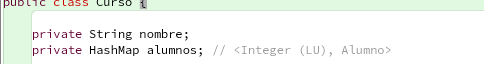 public class Curso {
private String nombre;
private HashMap alumnos; // <Integer (LU), Alumno>